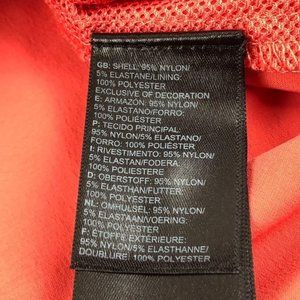 GB: SHELL: 95% NYLON/
5% ELASTANE/LINING:
100% POLYESTER
EXCLUSIVE OF DECORATION
E: ARMAZÓN: 95% NYLON/
5% ELASTANO/FORRO:
100% POLIÉSTER
P: TECIDO PRINCIPAL:
95% NYLON/5% ELASTANO/
FORRO: 100% POLIÉSTER
I: RIVESTIMENTO: 95% NYLON/
5% ELASTAN/FODERA:
100% POLIESTERE
D: OBERSTOFF: 95% NYLON/
5% ELASTHAN/FUTTER:
100% POLYESTER
NL: OMHULSEL: 95% NYLON/
5% ELASTAAN/VOERING:
100% POLYESTER
F: ÉTOFFE EXTÉRIEURE:
95% NYLON/5% ELASTHANNE/
DOUBLURE: 100% POLYESTER